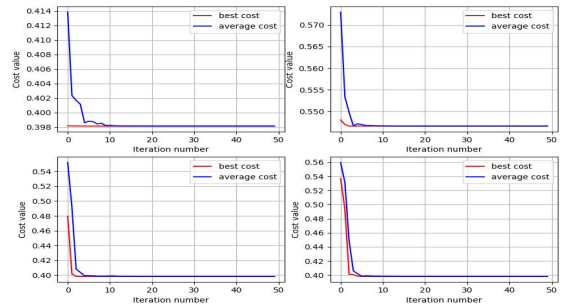 0.414
0.412
0.410
0.408
0.406
0.404
0.402
0.400
0.398
Cost value
best cost
average cost
0 10 20 30 40 50
Iteration number
0.570
0.565
0.560
0.555
0.550
Cost value
best cost
average cost
0 10 20 30 40 50
Iteration number
0.54
0.52
0.50
0.48
0.46
0.44
0.42
0.40
Cost value
best cost
average cost
0 10 20 30 40 50
Iteration number
0.56
0.54
0.52
0.50
0.48
0.46
0.44
0.42
0.40
Cost value
best cost
average cost
0 10 20 30 40 50
Iteration number